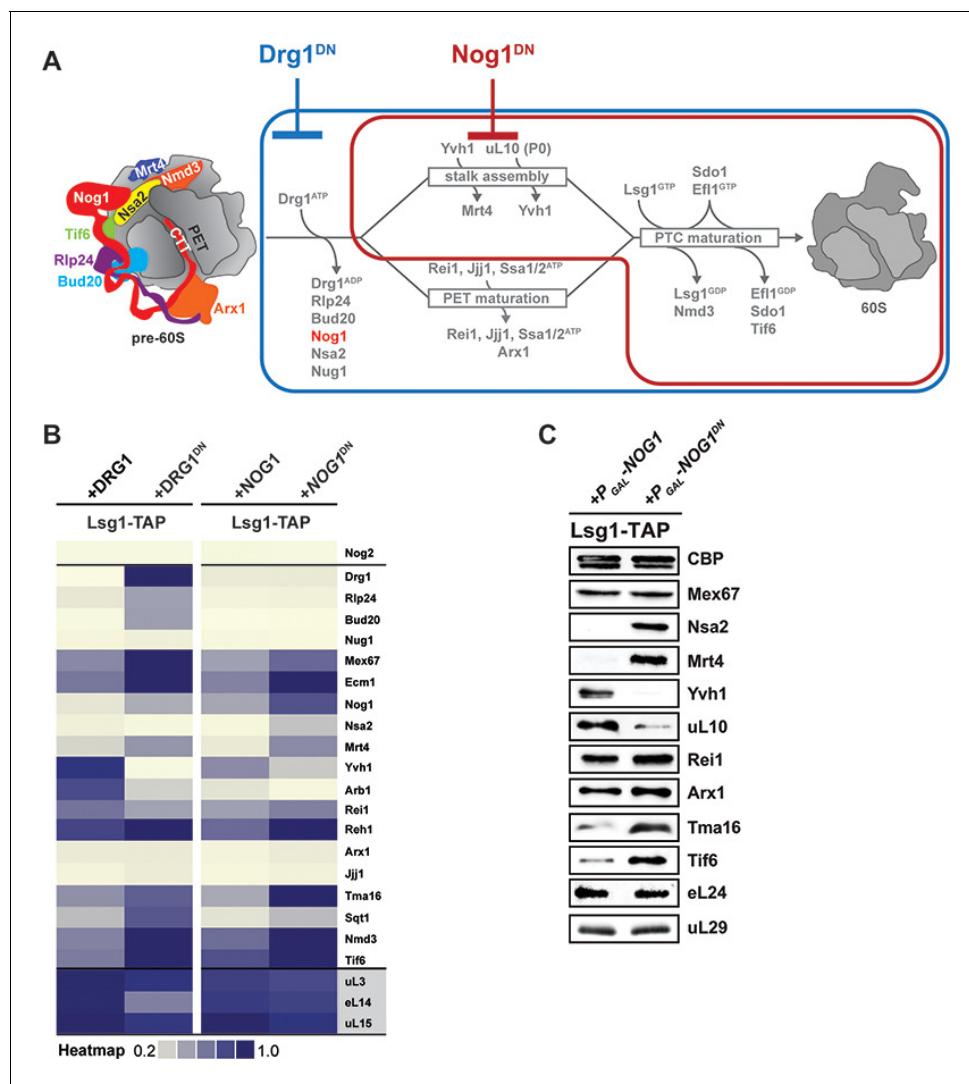 A
Drg1DN
Nog1DN
Mrt4
Nmd3
Nog1
Nsa2
PET
CTT
Tif6
Rlp24
Bud20
Arx1
pre-60S
Drg1ATP
Drg1ADP
Rlp24
Bud20
Nog1
Nsa2
Nug1
Yvh1 uL10 (P0)
stalk assembly
Mrt4 Yvh1
Rei1, Jjj1, Ssa1/2ATP
PET maturation
Rei1, Jjj1, Ssa1/2ATP
Arx1
Sdo1
Lsg1GTP Efl1GTP
PTC maturation
Lsg1GDP Efl1GDP
Nmd3 Sdo1
Tif6
60S
B
+DRG1 +DRG1DN +NOG1 +NOG1DN
Lsg1-TAP Lsg1-TAP
Nog2
Drg1
Rlp24
Bud20
Nug1
Mex67
Ecm1
Nog1
Nsa2
Mrt4
Yvh1
Arb1
Rei1
Reh1
Arx1
Jjj1
Tma16
Sqt1
Nmd3
Tif6
uL3
eL14
uL15
Heatmap 0.2 1.0
C
+PGAL-NOG1 +PGAL-NOG1DN
Lsg1-TAP
CBP
Mex67
Nsa2
Mrt4
Yvh1
uL10
Rei1
Arx1
Tma16
Tif6
eL24
uL29